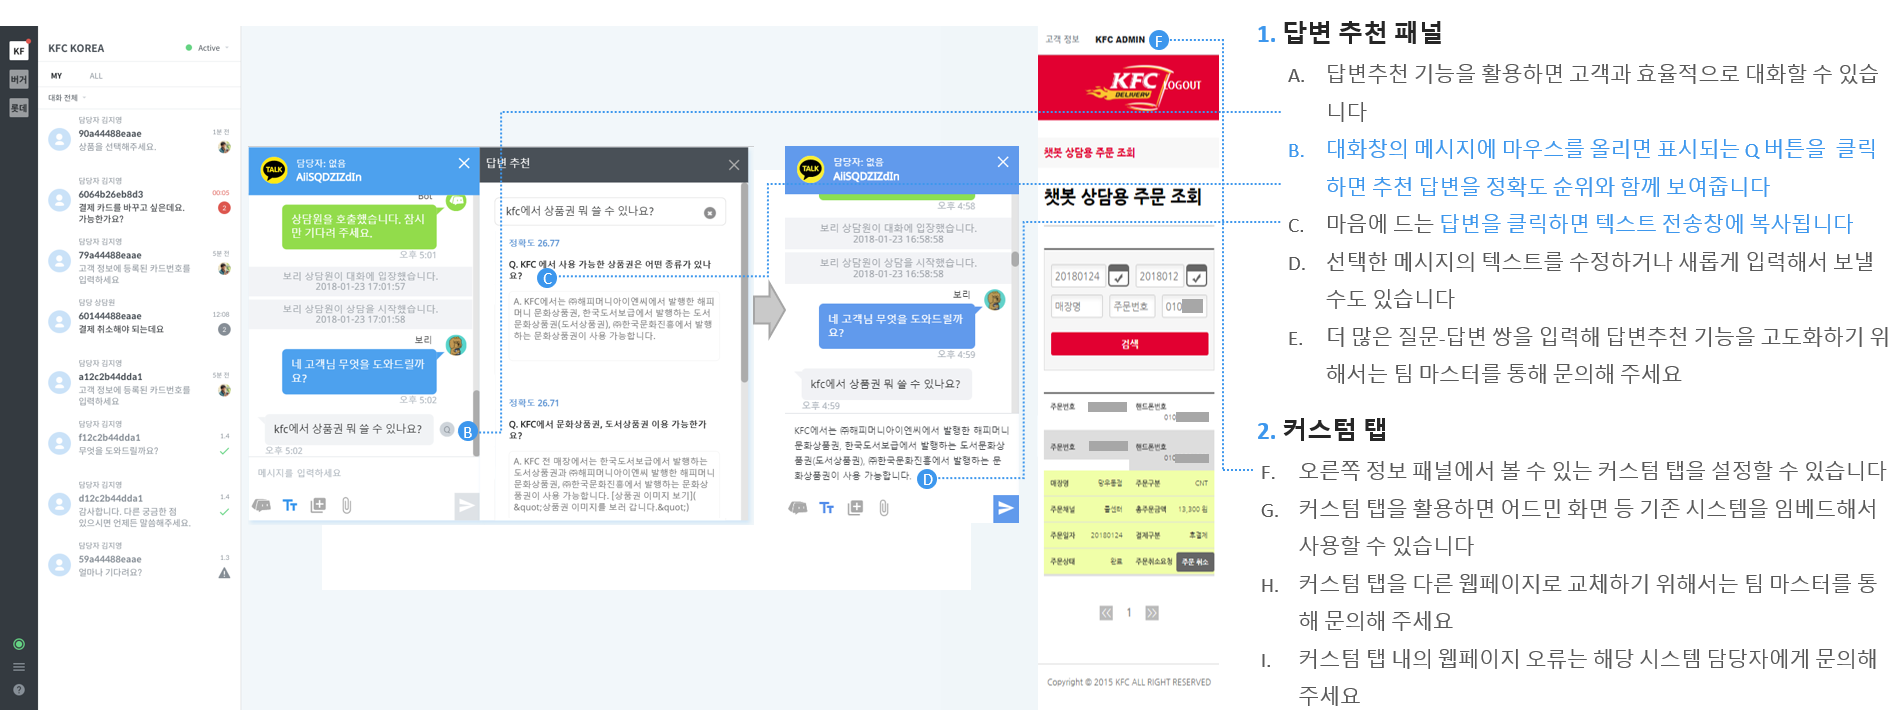 KF
버거
롯데
KFC KOREA
Active
MY ALL
대화 전체
담당자 김지영
90a44488eaae 1분 전
상품을 선택해주세요.
담당자 김지영
6064b26eb8d3 00:05
결제 카드를 바꾸고 싶은데요.
가능한가요? 2
담당자 김지영
79a44488eaae 5분 전
고객 정보에 등록된 카드번호를
입력하세요
담당 상담원
60144888eaae 12:08
결제 취소해야 되는데요 2
담당자 김지영
a12c2b44dda1 5분 전
고객 정보에 등록된 카드번호를
입력하세요
담당자 김지영
f12c2b44dda1 1.4
무엇을 도와드릴까요?
담당자 김지영
d12c2b44dda1 1.4
감사합니다. 다른 궁금한 점
있으시면 언제든 말씀해주세요.
담당자 김지영
59a44488eaae 1.3
얼마나 기다려요?
TALK
담당자: 없음
AiiSQDZIZdIn
Bot
상담원을 호출했습니다. 잠시
만 기다려 주세요.
오후 5:01
보리 상담원이 대화에 입장했습니다.
2018-01-23 17:01:57
보리 상담원이 상담을 시작했습니다.
2018-01-23 17:01:58
보리
네 고객님 무엇을 도와드릴까
요?
오후 5:02
kfc에서 상품권 뭐 쓸 수 있나요? Q B
오후 5:02
메시지를 입력하세요
답변 추천
kfc에서 상품권 뭐 쓸 수 있나요?
정확도 26.77
Q. KFC 에서 사용 가능한 상품권은 어떤 종류가 있나
요? C
A. KFC에서는 ㈜해피머니아이엔씨에서 발행한 해피
머니 문화상품권, 한국도서보급에서 발행하는 도서
문화상품권(도서상품권), ㈜한국문화진흥에서 발행
하는 문화상품권이 사용 가능합니다.
정확도 26.71
Q. KFC에서 문화상품권, 도서상품권 이용 가능한가
요?
A. KFC 전 매장에서는 한국도서보급에서 발행하는
도서상품권과 ㈜해피머니아이엔씨 발행한 해피머니
문화상품권, ㈜한국문화진흥에서 발행하는 문화상
품권이 사용 가능합니다. [상품권 이미지 보기](
&quot;상품권 이미지를 보러 갑니다.&quot;)
TALK
담당자: 없음
AiiSQDZIZdIn
오후 4:58
보리 상담원이 대화에 입장했습니다.
2018-01-23 16:58:58
보리 상담원이 상담을 시작했습니다.
2018-01-23 16:58:58
보리
네 고객님 무엇을 도와드릴까
요?
오후 4:59
kfc에서 상품권 뭐 쓸 수 있나요?
오후 4:59
KFC에서는 ㈜해피머니아이엔씨에서 발행한 해피머니
문화상품권, 한국도서보급에서 발행하는 도서문화상
품권(도서상품권), ㈜한국문화진흥에서 발행하는 문
화상품권이 사용 가능합니다. D
고객 정보 KFC ADMIN F
KFC DELIVERY LOGOUT
챗봇 상담용 주문 조회
챗봇 상담용 주문 조회
20180124 2018012
매장명 주문번호 010
검색
주문번호 핸드폰번호
010
주문번호 핸드폰번호
010
매장명 망우동점 주문구분 CNT
주문채널 콜센터 총주문금액 13,300 원
주문일자 20180124 결제구분 후결제
주문상태 완료 주문취소요청 주문 취소
1
Copyright © 2015 KFC ALL RIGHT RESERVED
1. 답변 추천 패널
A. 답변추천 기능을 활용하면 고객과 효율적으로 대화할 수 있습
니다
B. 대화창의 메시지에 마우스를 올리면 표시되는 Q 버튼을 클릭
하면 추천 답변을 정확도 순위와 함께 보여줍니다
C. 마음에 드는 답변을 클릭하면 텍스트 전송창에 복사됩니다
D. 선택한 메시지의 텍스트를 수정하거나 새롭게 입력해서 보낼
수도 있습니다
E. 더 많은 질문-답변 쌍을 입력해 답변추천 기능을 고도화하기 위
해서는 팀 마스터를 통해 문의해 주세요
2. 커스텀 탭
F. 오른쪽 정보 패널에서 볼 수 있는 커스텀 탭을 설정할 수 있습니다
G. 커스텀 탭을 활용하면 어드민 화면 등 기존 시스템을 임베드해서
사용할 수 있습니다
H. 커스텀 탭을 다른 웹페이지로 교체하기 위해서는 팀 마스터를 통
해 문의해 주세요
I. 커스텀 탭 내의 웹페이지 오류는 해당 시스템 담당자에게 문의해
주세요